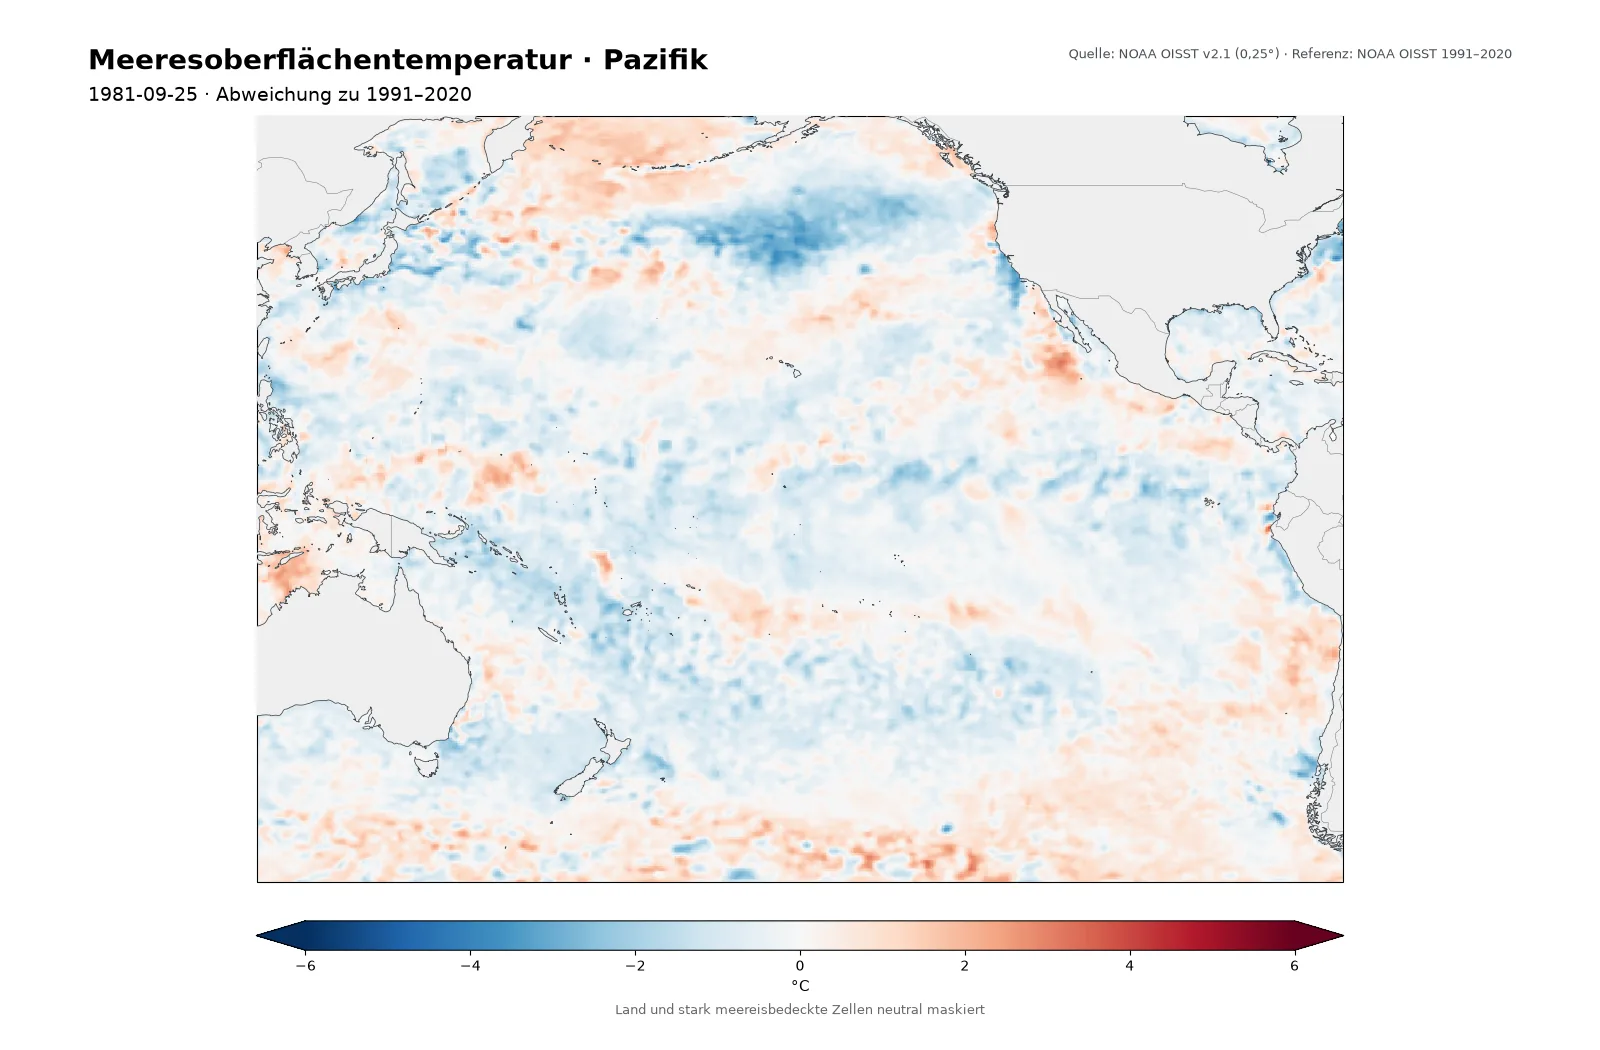 Meeresoberflächentemperatur · Pazifik
Quelle: NOAA OISST v2.1 (0,25°) · Referenz: NOAA OISST 1991–2020
1981-09-25 · Abweichung zu 1991–2020
−6 −4 −2 0 2 4 6
°C
Land und stark meereisbedeckte Zellen neutral maskiert